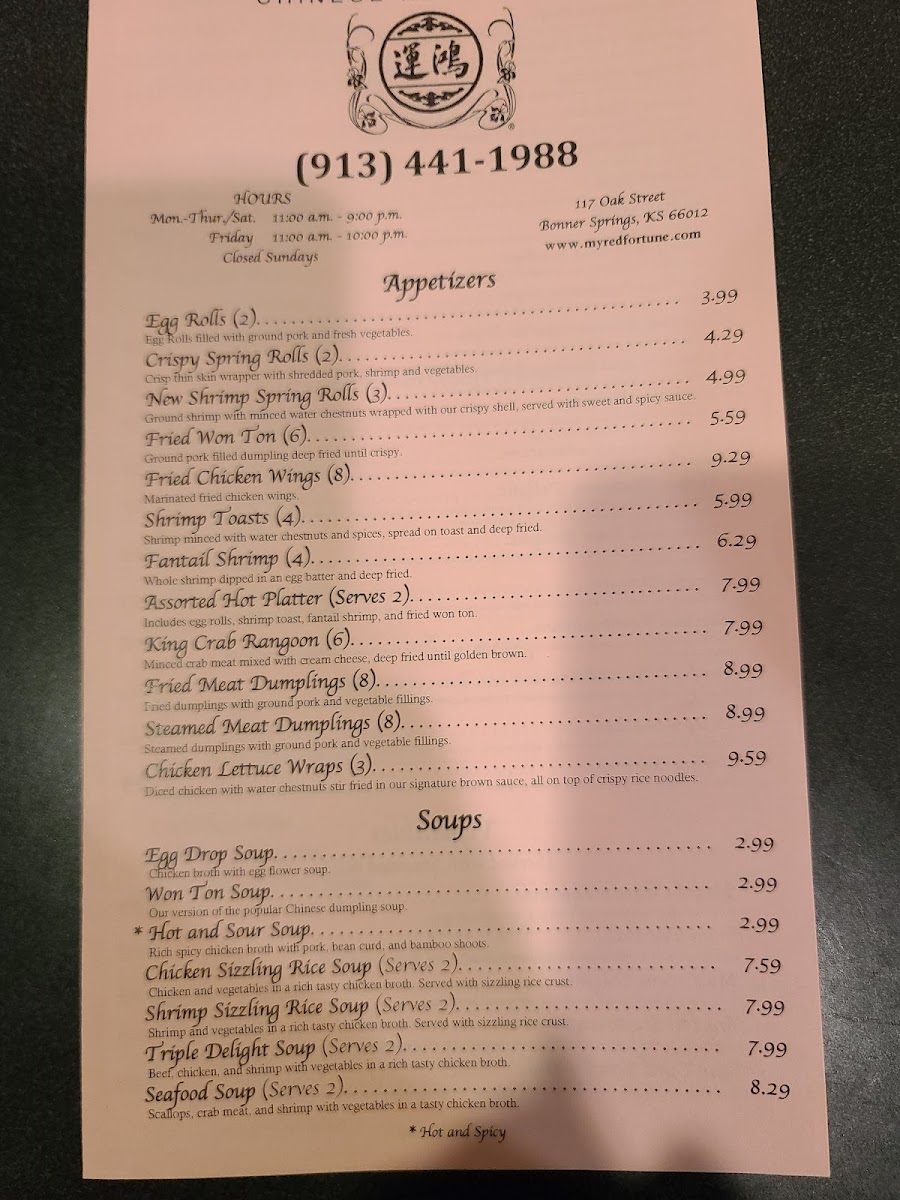 運鴻
®
(913) 441-1988
HOURS
Mon.-Thur./Sat. 11:00 a.m. - 9:00 p.m.
Friday 11:00 a.m. - 10:00 p.m.
Closed Sundays
117 Oak Street
Bonner Springs, KS 66012
www.myredfortune.com
Appetizers
Egg Rolls (2) 3.99
Egg Rolls filled with ground pork and fresh vegetables.
Crispy Spring Rolls (2) 4.29
Crisp thin skin wrapper with shredded pork, shrimp and vegetables.
New Shrimp Spring Rolls (3) 4.99
Ground shrimp with minced water chestnuts wrapped with our crispy shell, served with sweet and spicy sauce.
Fried Won Ton (6) 5.59
Ground pork filled dumpling deep fried until crispy.
Fried Chicken Wings (8) 9.29
Marinated fried chicken wings.
Shrimp Toasts (4) 5.99
Shrimp minced with water chestnuts and spices, spread on toast and deep fried.
Fantail Shrimp (4) 6.29
Whole shrimp dipped in an egg batter and deep fried.
Assorted Hot Platter (Serves 2) 7.99
Includes egg rolls, shrimp toast, fantail shrimp, and fried won ton.
King Crab Rangoon (6) 7.99
Minced crab meat mixed with cream cheese, deep fried until golden brown.
Fried Meat Dumplings (8) 8.99
Fried dumplings with ground pork and vegetable fillings.
Steamed Meat Dumplings (8) 8.99
Steamed dumplings with ground pork and vegetable fillings.
Chicken Lettuce Wraps (3) 9.59
Diced chicken with water chestnuts stir fried in our signature brown sauce, all on top of crispy rice noodles.
Soups
Egg Drop Soup 2.99
Chicken broth with egg flower soup.
Won Ton Soup 2.99
Our version of the popular Chinese dumpling soup.
* Hot and Sour Soup 2.99
Rich spicy chicken broth with pork, bean curd, and bamboo shoots.
Chicken Sizzling Rice Soup (Serves 2) 7.59
Chicken and vegetables in a rich tasty chicken broth. Served with sizzling rice crust.
Shrimp Sizzling Rice Soup (Serves 2) 7.99
Shrimp and vegetables in a rich tasty chicken broth. Served with sizzling rice crust.
Triple Delight Soup (Serves 2) 7.99
Beef, chicken, and shrimp with vegetables in a rich tasty chicken broth.
Seafood Soup (Serves 2) 8.29
Scallops, crab meat, and shrimp with vegetables in a tasty chicken broth.
* Hot and Spicy